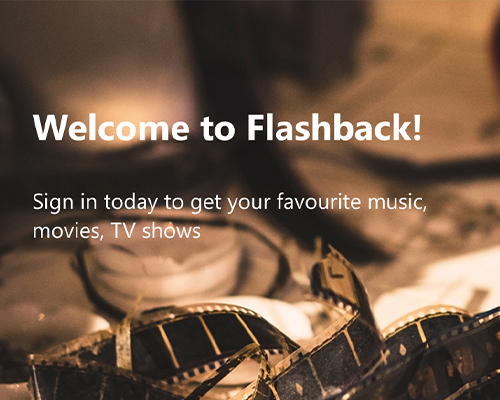 Welcome to Flashback!
Sign in today to get your favourite music,
movies, TV shows